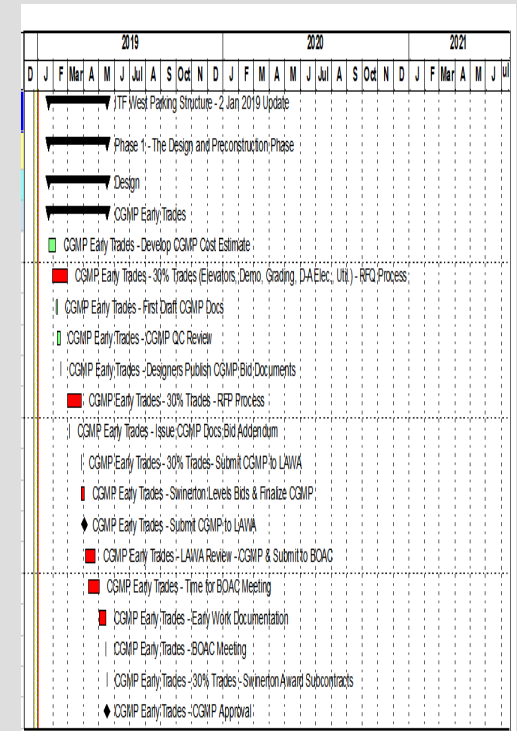 2019 2020 2021
D J F Mar A M J Jul A S Oct N D J F M A M J Jul A S Oct N D J F Mar A M J Jul
ITF West Parking Structure - 2 Jan 2019 Update
Phase 1 - The Design and Preconstruction Phase
Design
CGMP Early Trades
CGMP Early Trades - Develop CGMP Cost Estimate
CGMP Early Trades - 30% Trades (Elevators, Demo, Grading, D-A Elec., Util.) - RFQ Process
CGMP Early Trades - First Draft CGMP Docs
CGMP Early Trades - CGMP QC Review
CGMP Early Trades - Designers Publish CGMP Bid Documents
CGMP Early Trades - 30% Trades - RFP Process
CGMP Early Trades - Issue CGMP Docs Bid Addendum
CGMP Early Trades - 30% Trades- Submit CGMP to LAWA
CGMP Early Trades - Swinerton Levels Bids & Finalize CGMP
CGMP Early Trades - Submit CGMP to LAWA
CGMP Early Trades - LAWA Review - CGMP & Submit to BOAC
CGMP Early Trades - Time for BOAC Meeting
CGMP Early Trades - Early Work Documentation
CGMP Early Trades - BOAC Meeting
CGMP Early Trades - 30% Trades - Swinerton Award Subcontracts
CGMP Early Trades - CGMP Approval